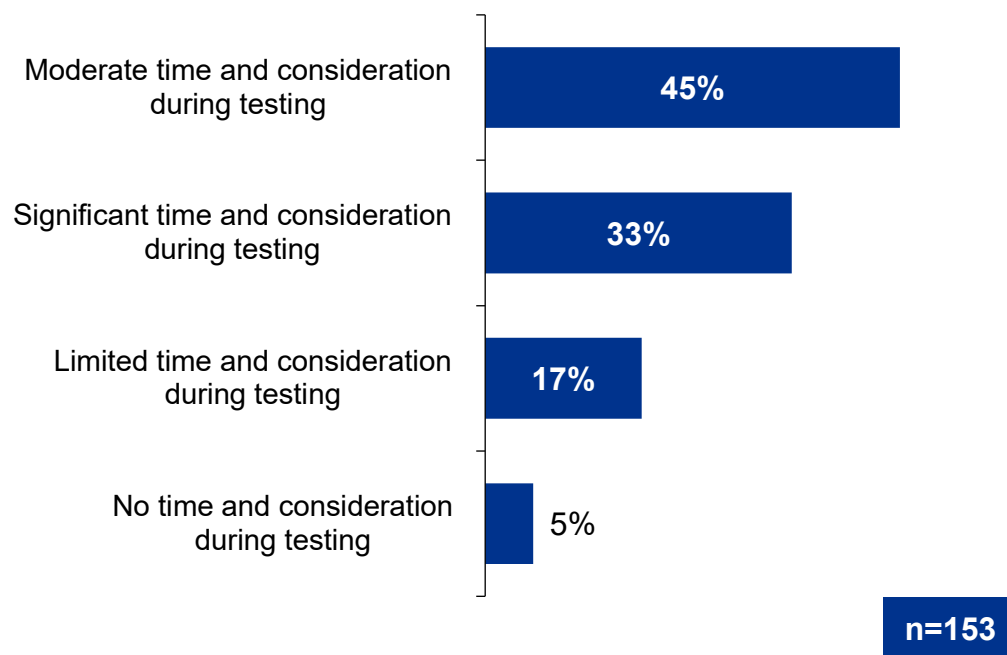 Moderate time and consideration
during testing
45%
Significant time and consideration
during testing
33%
Limited time and consideration
during testing
17%
No time and consideration
during testing
5%
n=153